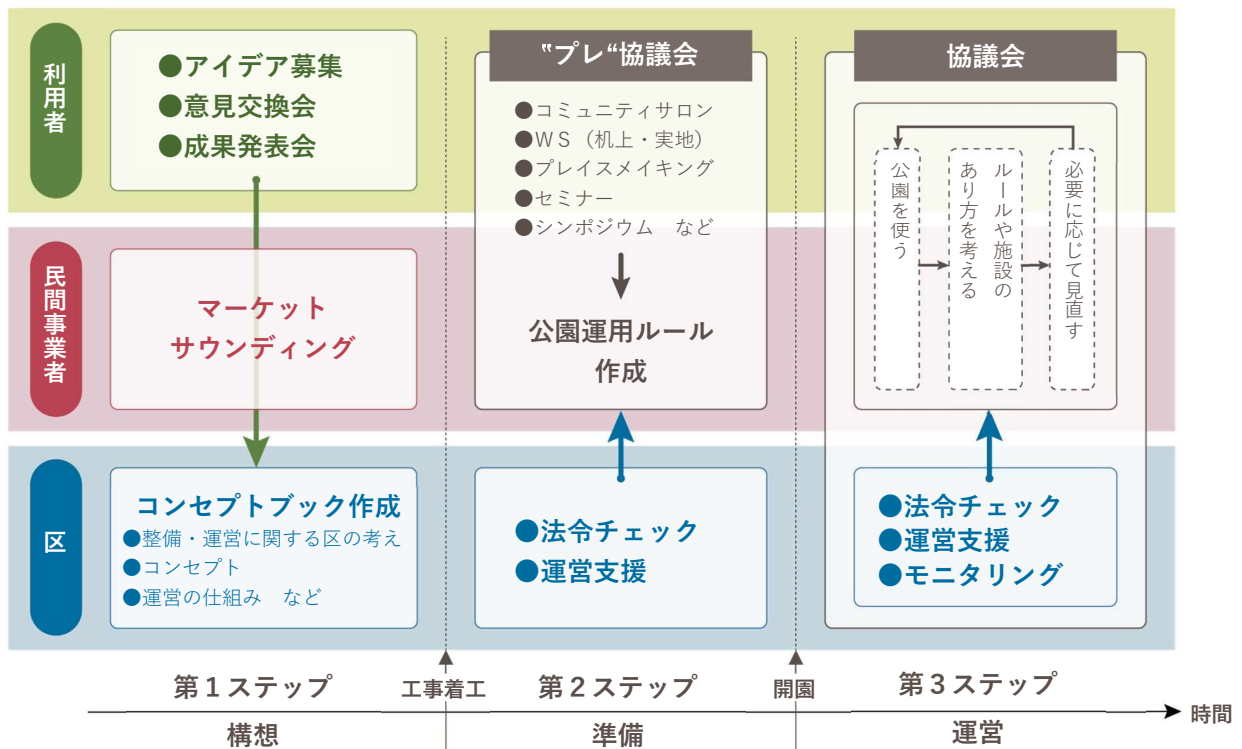 利用者
●アイデア募集
●意見交換会
●成果発表会
民間事業者
マーケット
サウンディング
区
コンセプトブック作成
●整備・運営に関する区の考え
●コンセプト
●運営の仕組み　など
〝プレ“協議会
●コミュニティサロン
●WS（机上・実地）
●プレイスメイキング
●セミナー
●シンポジウム　など
公園運用ルール
作成
●法令チェック
●運営支援
協議会
公園を使う
ルールや施設の
あり方を考える
必要に応じて見直す
●法令チェック
●運営支援
●モニタリング
第１ステップ
工事着工
第２ステップ
開園
第３ステップ
時間
構想
準備
運営